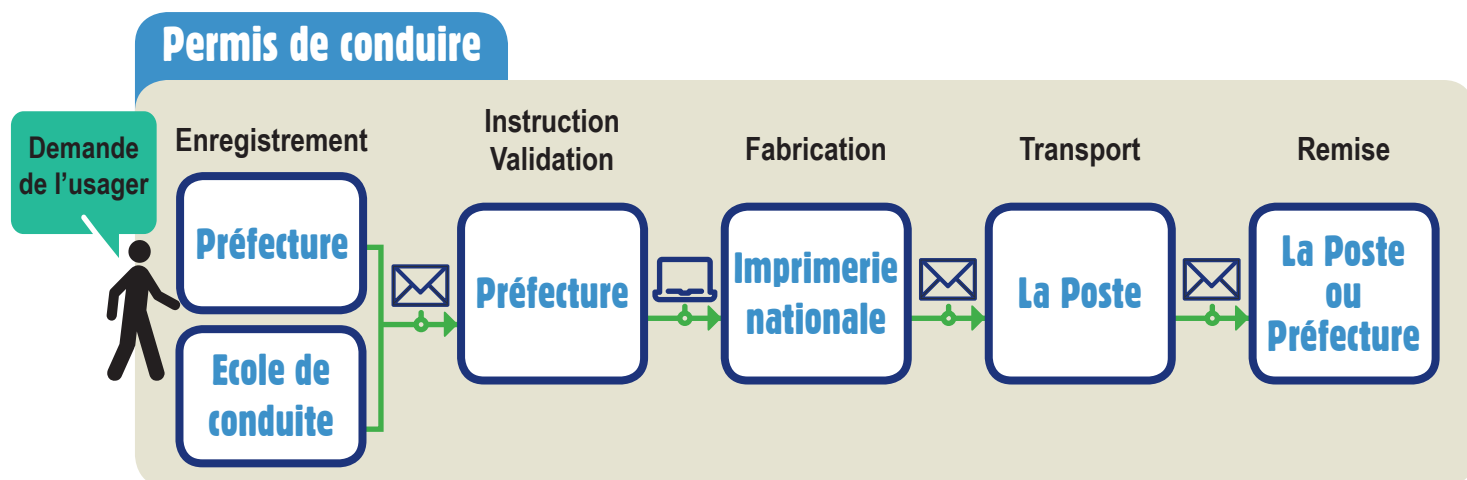 Permis de conduire
Demande
de l’usager
Enregistrement
Préfecture
Ecole de
conduite
Instruction
Validation
Préfecture
Fabrication
Imprimerie
nationale
Transport
La Poste
Remise
La Poste
ou
Préfecture